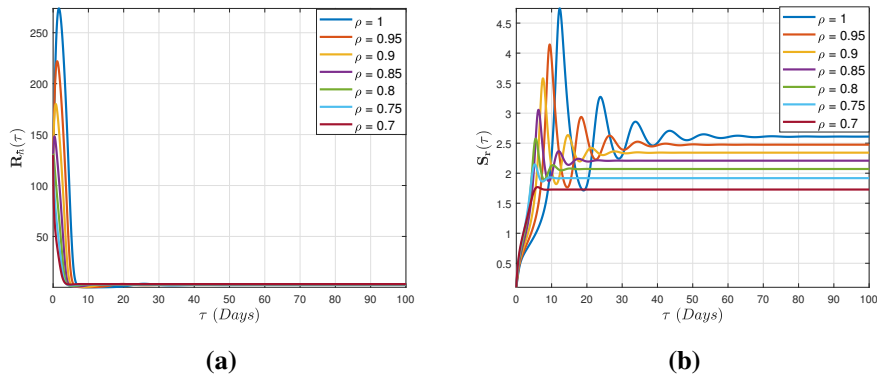 250
200
150
100
50
R_ℏ(τ)
0 10 20 30 40 50 60 70 80 90 100
τ (Days)
ρ = 1
ρ = 0.95
ρ = 0.9
ρ = 0.85
ρ = 0.8
ρ = 0.75
ρ = 0.7
(a)
4.5
4
3.5
3
2.5
2
1.5
1
0.5
S_r(τ)
0 10 20 30 40 50 60 70 80 90 100
τ (Days)
ρ = 1
ρ = 0.95
ρ = 0.9
ρ = 0.85
ρ = 0.8
ρ = 0.75
ρ = 0.7
(b)